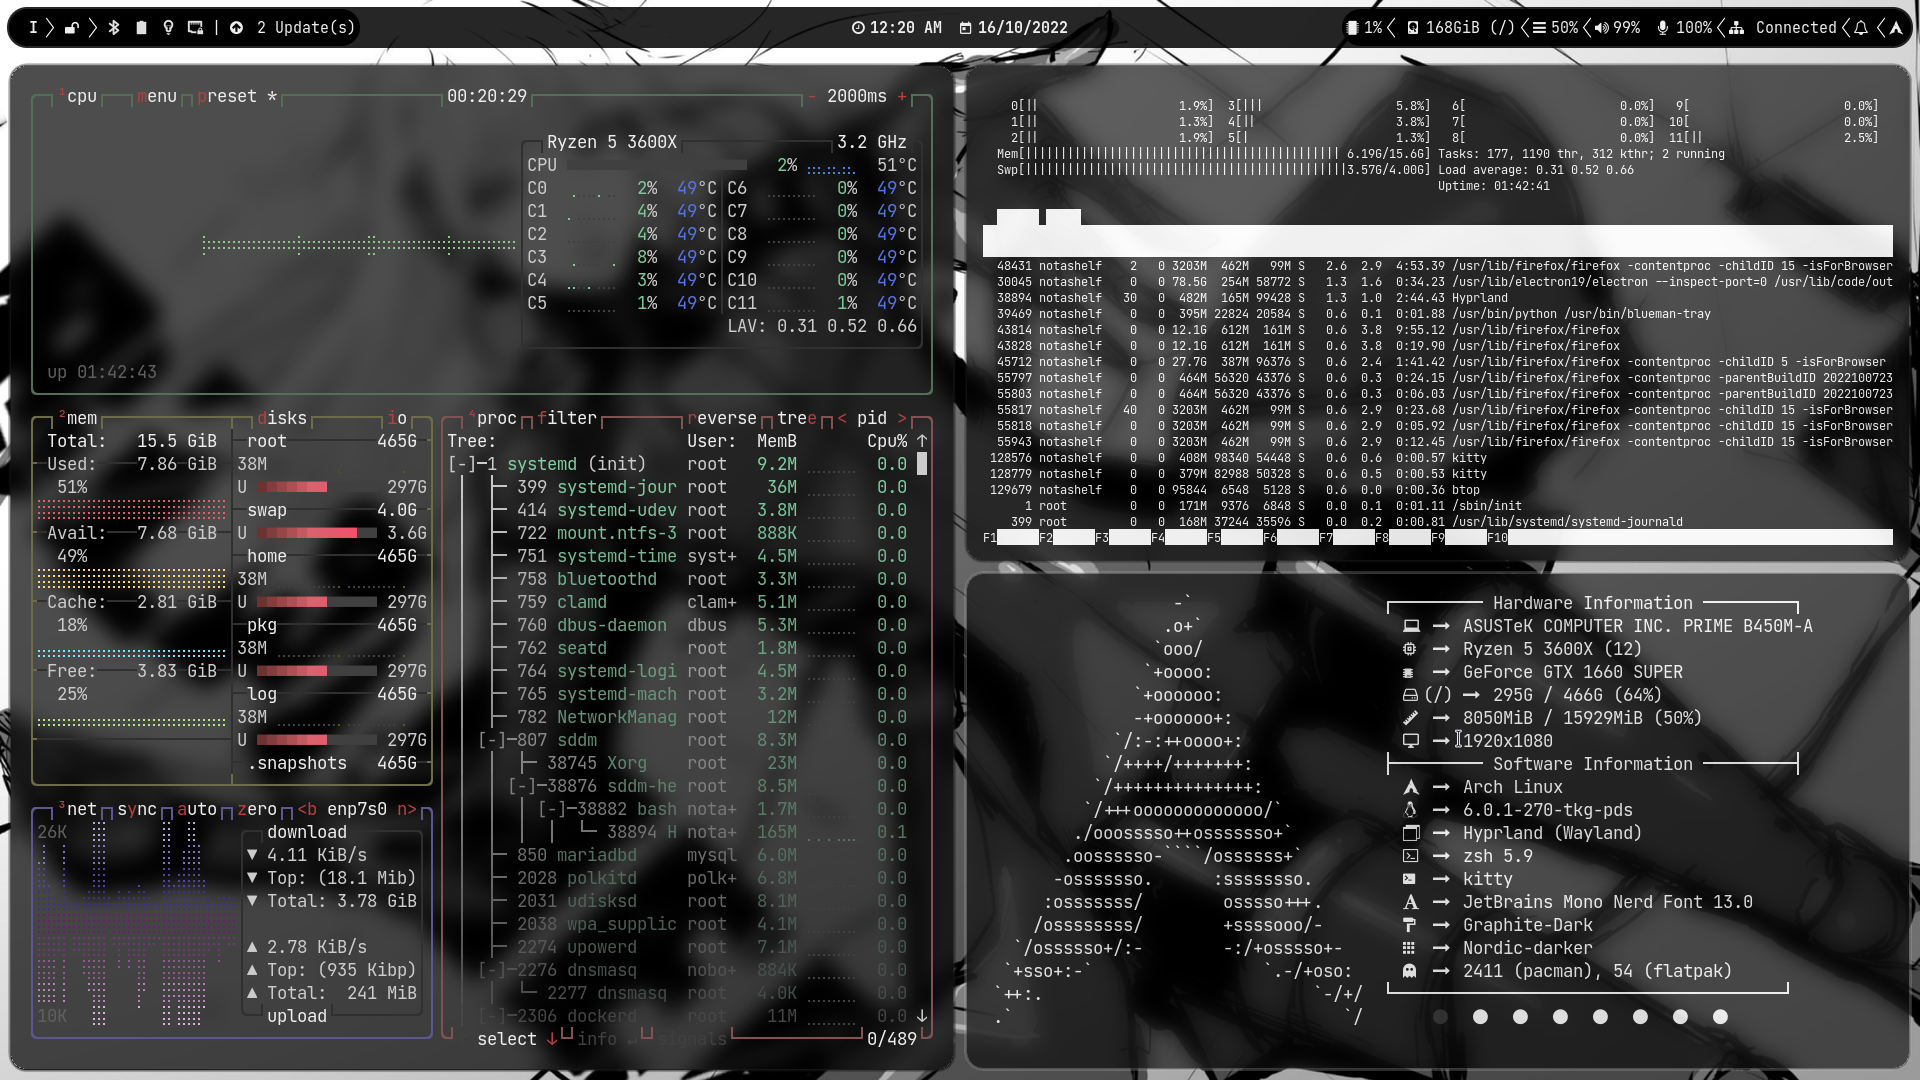 I 2 Update(s) 12:20 AM 16/10/2022 1% 168GiB (/) 50% 99% 100% Connected
¹cpu menu preset * 00:20:29 - 2000ms +
Ryzen 5 3600X 3.2 GHz
CPU 2% 51°C
C0 2% 49°C C6 0% 49°C
C1 4% 49°C C7 0% 49°C
C2 4% 49°C C8 0% 49°C
C3 8% 49°C C9 0% 49°C
C4 3% 49°C C10 0% 49°C
C5 1% 49°C C11 1% 49°C
LAV: 0.31 0.52 0.66
up 01:42:43
²mem disks io
Total: 15.5 GiB
Used: 7.86 GiB
51%
Avail: 7.68 GiB
49%
Cache: 2.81 GiB
18%
Free: 3.83 GiB
25%
root 465G
38M
U 297G
swap 4.0G
U 3.6G
home 465G
38M
U 297G
pkg 465G
38M
U 297G
log 465G
38M
U 297G
.snapshots 465G
³net sync auto zero <b enp7s0 n>
26K
download
▼ 4.11 KiB/s
▼ Top: (18.1 Mib)
▼ Total: 3.78 GiB
▲ 2.78 KiB/s
▲ Top: (935 Kibp)
▲ Total: 241 MiB
10K
upload
⁴proc filter reverse tree < pid >
Tree: User: MemB Cpu% ↑
[-]─1 systemd (init) root 9.2M 0.0
├─ 399 systemd-jour root 36M 0.0
├─ 414 systemd-udev root 3.8M 0.0
├─ 722 mount.ntfs-3 root 888K 0.0
├─ 751 systemd-time syst+ 4.5M 0.0
├─ 758 bluetoothd root 3.3M 0.0
├─ 759 clamd clam+ 5.1M 0.0
├─ 760 dbus-daemon dbus 5.3M 0.0
├─ 762 seatd root 1.8M 0.0
├─ 764 systemd-logi root 4.5M 0.0
├─ 765 systemd-mach root 3.2M 0.0
├─ 782 NetworkManag root 12M 0.0
[-]─807 sddm root 8.3M 0.0
├─ 38745 Xorg root 23M 0.0
[-]─38876 sddm-he root 8.5M 0.0
[-]─38882 bash nota+ 1.7M 0.0
└─ 38894 H nota+ 165M 0.1
├─ 850 mariadbd mysql 6.0M 0.0
├─ 2028 polkitd polk+ 6.8M 0.0
├─ 2031 udisksd root 8.1M 0.0
├─ 2038 wpa_supplic root 4.1M 0.0
├─ 2274 upowerd root 7.1M 0.0
[-]─2276 dnsmasq nobo+ 884K 0.0
└─ 2277 dnsmasq root 4.0K 0.0
[-]─2306 dockerd root 11M 0.0 ↓
select ↓ info ↵ signals 0/489
0[|| 1.9%] 3[||| 5.8%] 6[ 0.0%] 9[ 0.0%]
1[|| 1.3%] 4[|| 3.8%] 7[ 0.0%] 10[ 0.0%]
2[|| 1.9%] 5[| 1.3%] 8[ 0.0%] 11[|| 2.5%]
Mem[||||||||||||||||||||||||||||||||||||||||||||| 6.19G/15.6G] Tasks: 177, 1190 thr, 312 kthr; 2 running
Swp[||||||||||||||||||||||||||||||||||||||||||||||3.57G/4.00G] Load average: 0.31 0.52 0.66
Uptime: 01:42:41
48431 notashelf 2 0 3203M 462M 99M S 2.6 2.9 4:53.39 /usr/lib/firefox/firefox -contentproc -childID 15 -isForBrowser
30045 notashelf 0 0 78.5G 254M 58772 S 1.3 1.6 0:34.23 /usr/lib/electron19/electron --inspect-port=0 /usr/lib/code/out
38894 notashelf 30 0 482M 165M 99428 S 1.3 1.0 2:44.43 Hyprland
39469 notashelf 0 0 395M 22824 20584 S 0.6 0.1 0:01.88 /usr/bin/python /usr/bin/blueman-tray
43814 notashelf 0 0 12.1G 612M 161M S 0.6 3.8 9:55.12 /usr/lib/firefox/firefox
43828 notashelf 0 0 12.1G 612M 161M S 0.6 3.8 0:19.90 /usr/lib/firefox/firefox
45712 notashelf 0 0 27.7G 387M 96376 S 0.6 2.4 1:41.42 /usr/lib/firefox/firefox -contentproc -childID 5 -isForBrowser
55797 notashelf 0 0 464M 56320 43376 S 0.6 0.3 0:24.15 /usr/lib/firefox/firefox -contentproc -parentBuildID 2022100723
55803 notashelf 0 0 464M 56320 43376 S 0.6 0.3 0:06.03 /usr/lib/firefox/firefox -contentproc -parentBuildID 2022100723
55817 notashelf 40 0 3203M 462M 99M S 0.6 2.9 0:23.68 /usr/lib/firefox/firefox -contentproc -childID 15 -isForBrowser
55818 notashelf 0 0 3203M 462M 99M S 0.6 2.9 0:05.92 /usr/lib/firefox/firefox -contentproc -childID 15 -isForBrowser
55943 notashelf 0 0 3203M 462M 99M S 0.6 2.9 0:12.45 /usr/lib/firefox/firefox -contentproc -childID 15 -isForBrowser
128576 notashelf 0 0 408M 98340 54448 S 0.6 0.6 0:00.57 kitty
128779 notashelf 0 0 379M 82988 50328 S 0.6 0.5 0:00.53 kitty
129679 notashelf 0 0 95844 6548 5128 S 0.6 0.0 0:00.36 btop
1 root 0 0 171M 9376 6848 S 0.0 0.1 0:01.11 /sbin/init
399 root 0 0 168M 37244 35596 S 0.0 0.2 0:00.81 /usr/lib/systemd/systemd-journald
F1 F2 F3 F4 F5 F6 F7 F8 F9 F10
-`
.o+`
`ooo/
`+oooo:
`+oooooo:
-+oooooo+:
`/:-:++oooo+:
`/++++/+++++++:
`/++++++++++++++:
`/+++ooooooooooooo/`
./ooosssso++osssssso+`
.oossssso-````/ossssss+`
-osssssso. :ssssssso.
:osssssss/ osssso+++.
/ossssssss/ +ssssooo/-
`/ossssso+/:- -:/+osssso+-
`+sso+:-` `.-/+oso:
`++:. `-/+/
.` `/
Hardware Information
→ ASUSTeK COMPUTER INC. PRIME B450M-A
→ Ryzen 5 3600X (12)
→ GeForce GTX 1660 SUPER
(/) → 295G / 466G (64%)
→ 8050MiB / 15929MiB (50%)
→ 1920x1080
Software Information
→ Arch Linux
→ 6.0.1-270-tkg-pds
→ Hyprland (Wayland)
→ zsh 5.9
→ kitty
→ JetBrains Mono Nerd Font 13.0
→ Graphite-Dark
→ Nordic-darker
→ 2411 (pacman), 54 (flatpak)